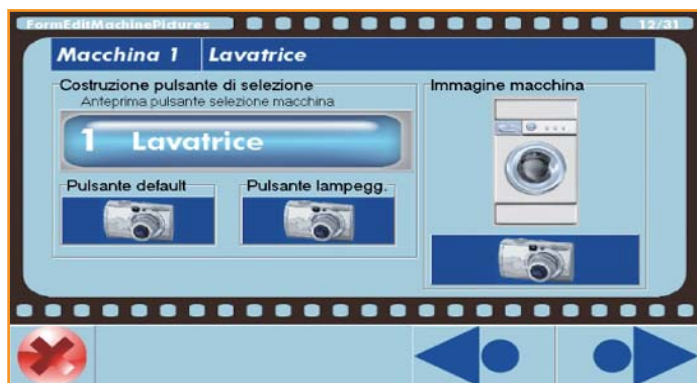 FormEditMachinePictures 12/31
Macchina 1 Lavatrice
Costruzione pulsante di selezione
Anteprima pulsante selezione macchina
1 Lavatrice
Pulsante default Pulsante lampegg.
Immagine macchina